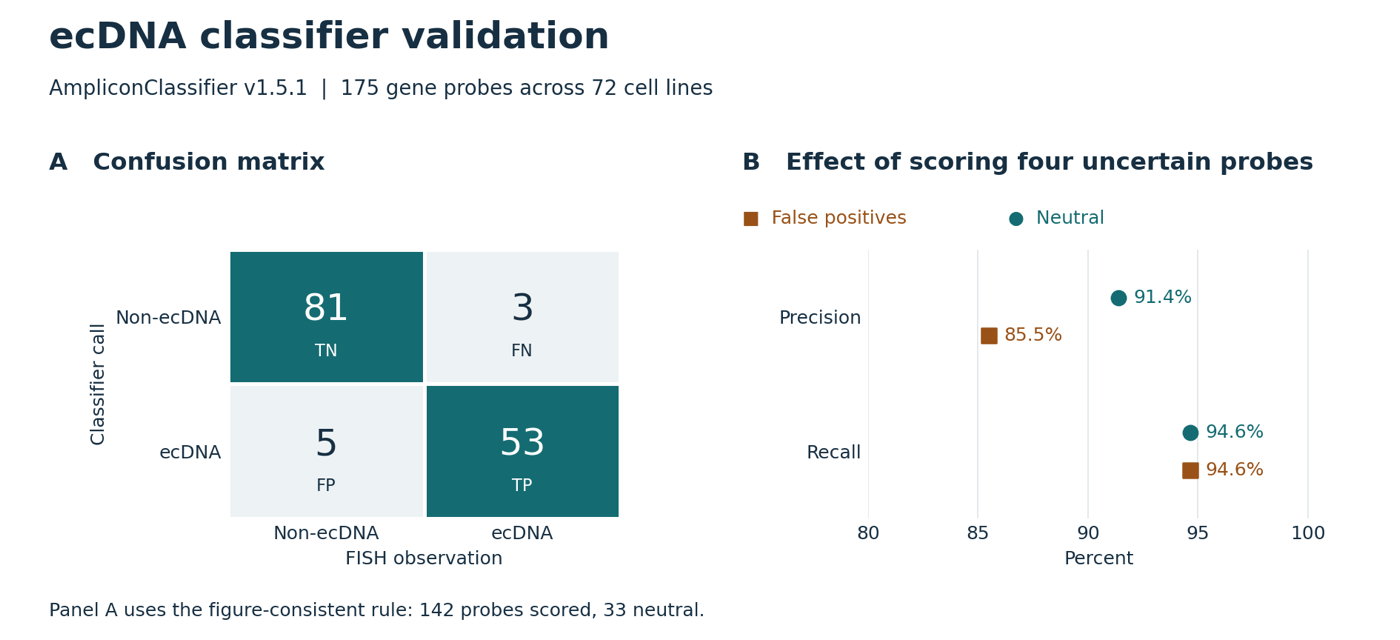 ecDNA classifier validation
AmpliconClassifier v1.5.1 | 175 gene probes across 72 cell lines
A Confusion matrix
Classifier call
Non-ecDNA
81
TN
3
FN
ecDNA
5
FP
53
TP
Non-ecDNA
ecDNA
FISH observation
B Effect of scoring four uncertain probes
False positives
Neutral
Precision
91.4%
85.5%
Recall
94.6%
94.6%
80 85 90 95 100
Percent
Panel A uses the figure-consistent rule: 142 probes scored, 33 neutral.